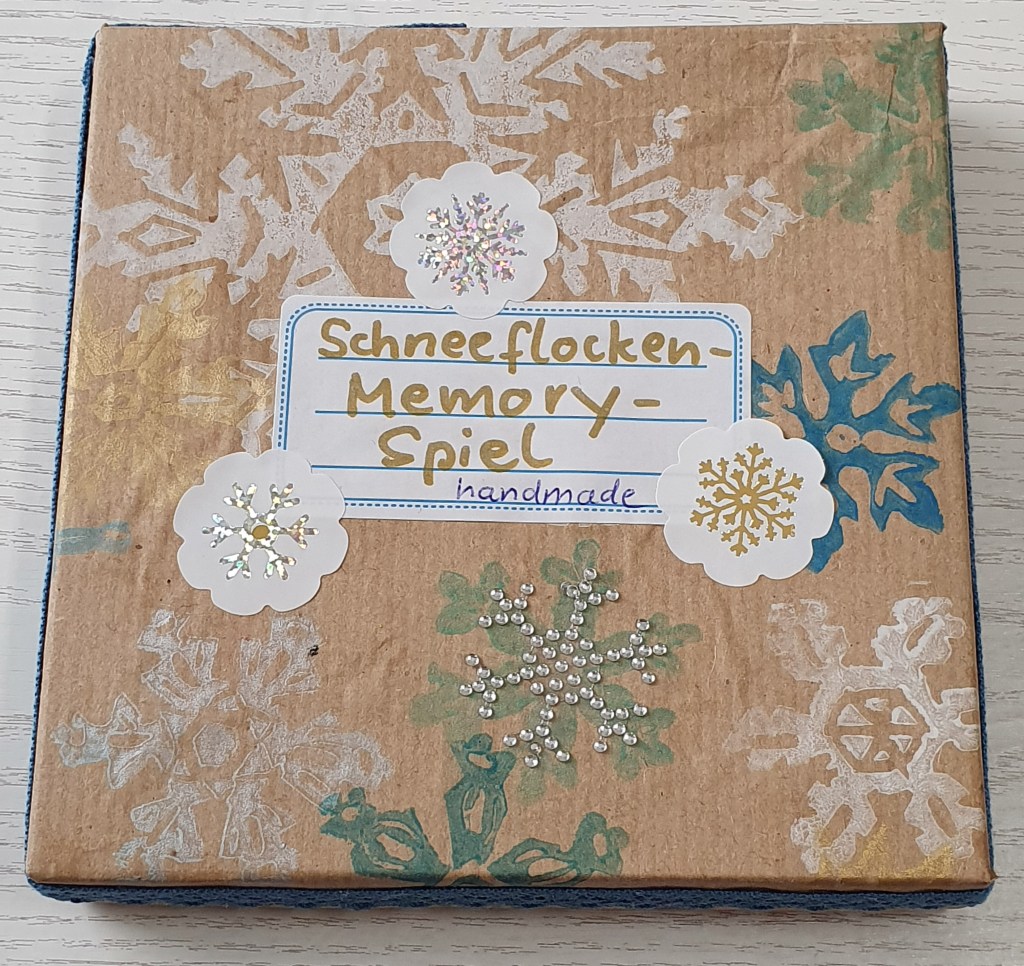 Schneeflocken-
Memory-
Spiel
handmade